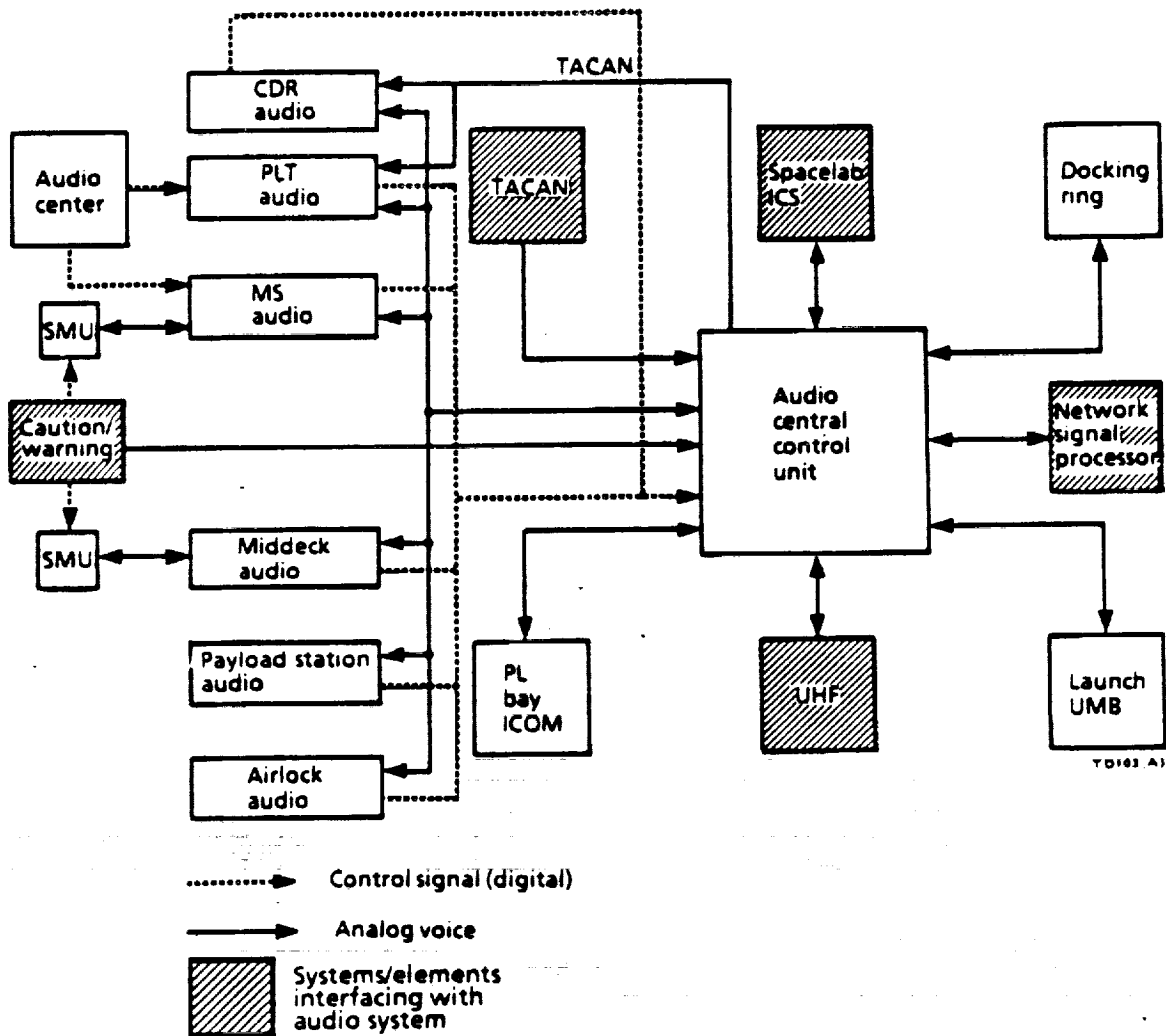 TACAN
CDR
audio
Audio
center
PLT
audio
TACAN
Spacelab
ICS
Docking
ring
MS
audio
SMU
Caution/
warning
Audio
central
control
unit
Network
signal
processor
SMU
Middeck
audio
Payload station
audio
PL
bay
ICOM
UHF
Launch
UMB
Airlock
audio
Control signal (digital)
Analog voice
Systems/elements
interfacing with
audio system